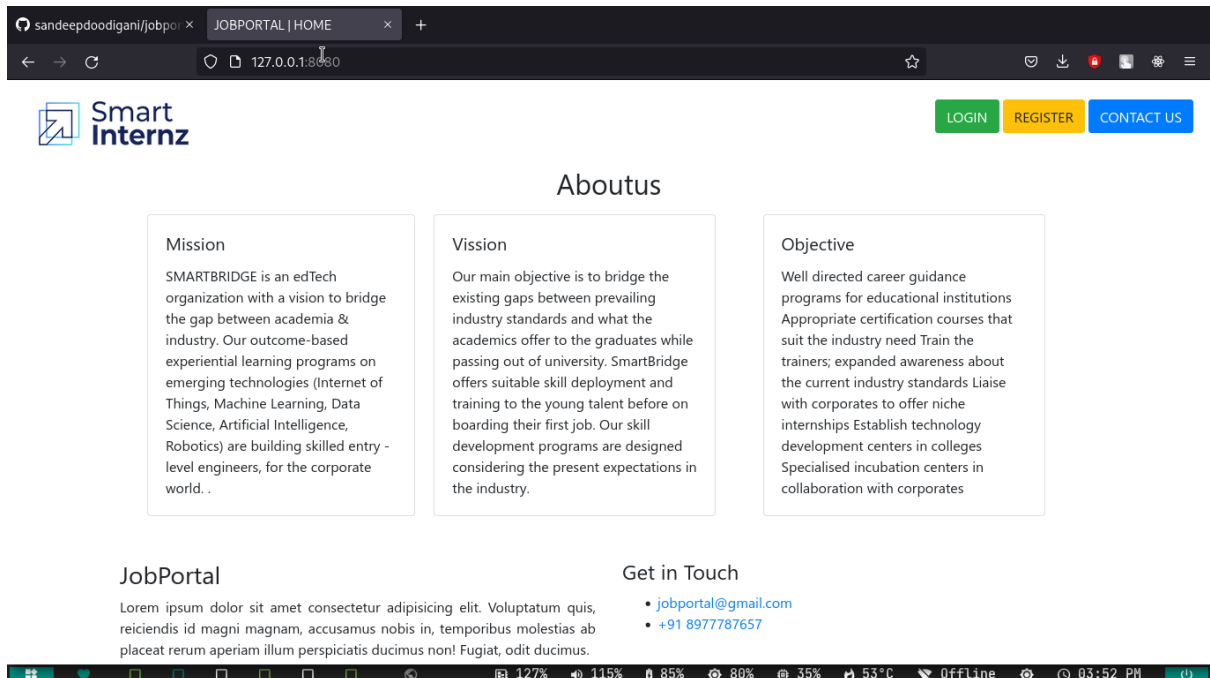 sandeepdoodigani/jobpor
JOBPORTAL | HOME
127.0.0.1:8080
Smart
Internz
LOGIN
REGISTER
CONTACT US
Aboutus
Mission
SMARTBRIDGE is an edTech
organization with a vision to bridge
the gap between academia &
industry. Our outcome-based
experiential learning programs on
emerging technologies (Internet of
Things, Machine Learning, Data
Science, Artificial Intelligence,
Robotics) are building skilled entry -
level engineers, for the corporate
world. .
Vission
Our main objective is to bridge the
existing gaps between prevailing
industry standards and what the
academics offer to the graduates while
passing out of university. SmartBridge
offers suitable skill deployment and
training to the young talent before on
boarding their first job. Our skill
development programs are designed
considering the present expectations in
the industry.
Objective
Well directed career guidance
programs for educational institutions
Appropriate certification courses that
suit the industry need Train the
trainers; expanded awareness about
the current industry standards Liaise
with corporates to offer niche
internships Establish technology
development centers in colleges
Specialised incubation centers in
collaboration with corporates
JobPortal
Lorem ipsum dolor sit amet consectetur adipisicing elit. Voluptatum quis,
reiciendis id magni magnam, accusamus nobis in, temporibus molestias ab
placeat rerum aperiam illum perspiciatis ducimus non! Fugiat, odit ducimus.
Get in Touch
• jobportal@gmail.com
• +91 8977787657
127% 115% 85% 80% 35% 53°C Offline 03:52 PM